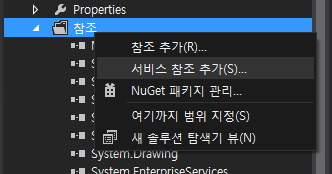 Properties
참조
참조 추가(R)...
서비스 참조 추가(S)...
NuGet 패키지 관리...
여기까지 범위 지정(S)
새 솔루션 탐색기 뷰(N)
System.Drawing
System.EnterpriseServices